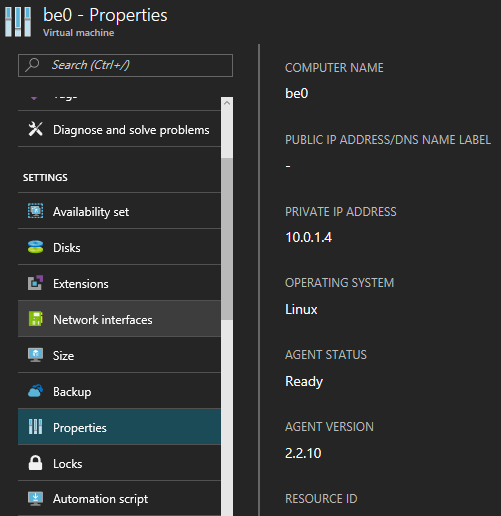 be0 - Properties
Virtual machine
Search (Ctrl+/)
Tags
Diagnose and solve problems
SETTINGS
Availability set
Disks
Extensions
Network interfaces
Size
Backup
Properties
Locks
Automation script
COMPUTER NAME
be0
PUBLIC IP ADDRESS/DNS NAME LABEL
-
PRIVATE IP ADDRESS
10.0.1.4
OPERATING SYSTEM
Linux
AGENT STATUS
Ready
AGENT VERSION
2.2.10
RESOURCE ID